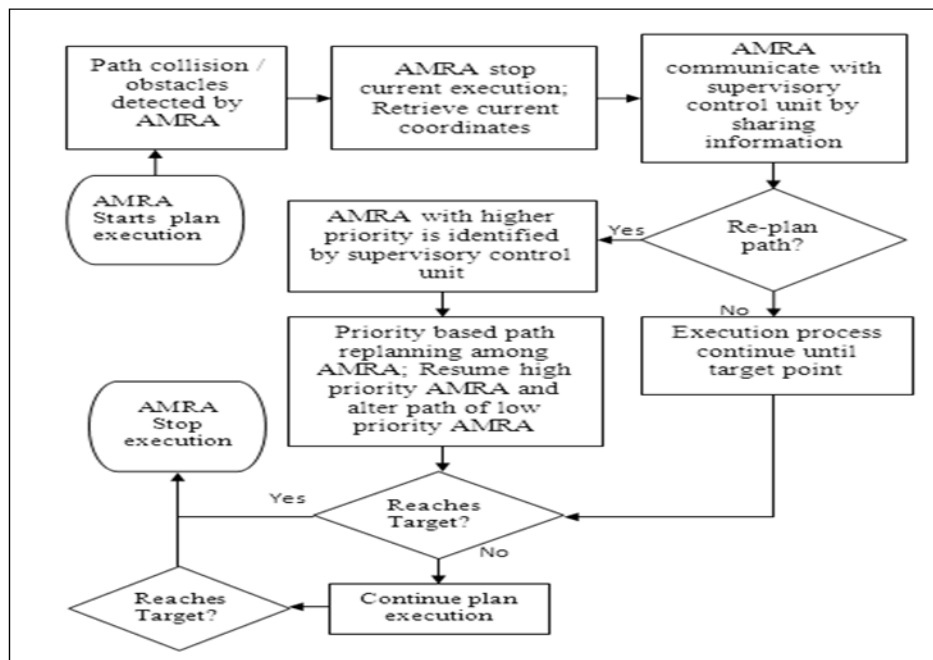 Path collision /
obstacles
detected by
AMRA
AMRA stop
current execution;
Retrieve current
coordinates
AMRA
communicate with
supervisory
control unit by
sharing
information
AMRA
Starts plan
execution
AMRA with higher
priority is identified
by supervisory control
unit
Yes
Re-plan
path?
No
Priority based path
replanning among
AMRA; Resume high
priority AMRA and
alter path of low
priority AMRA
Execution process
continue until
target point
AMRA
Stop
execution
Yes
Reaches
Target?
No
Reaches
Target?
Continue plan
execution